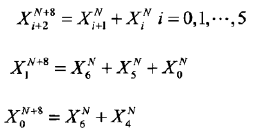 X_{i+2}^{N+8} = X_{i+1}^{N} + X_{i}^{N} i = 0,1,⋯,5
X_{1}^{N+8} = X_{6}^{N} + X_{5}^{N} + X_{0}^{N}
X_{0}^{N+8} = X_{6}^{N} + X_{4}^{N}